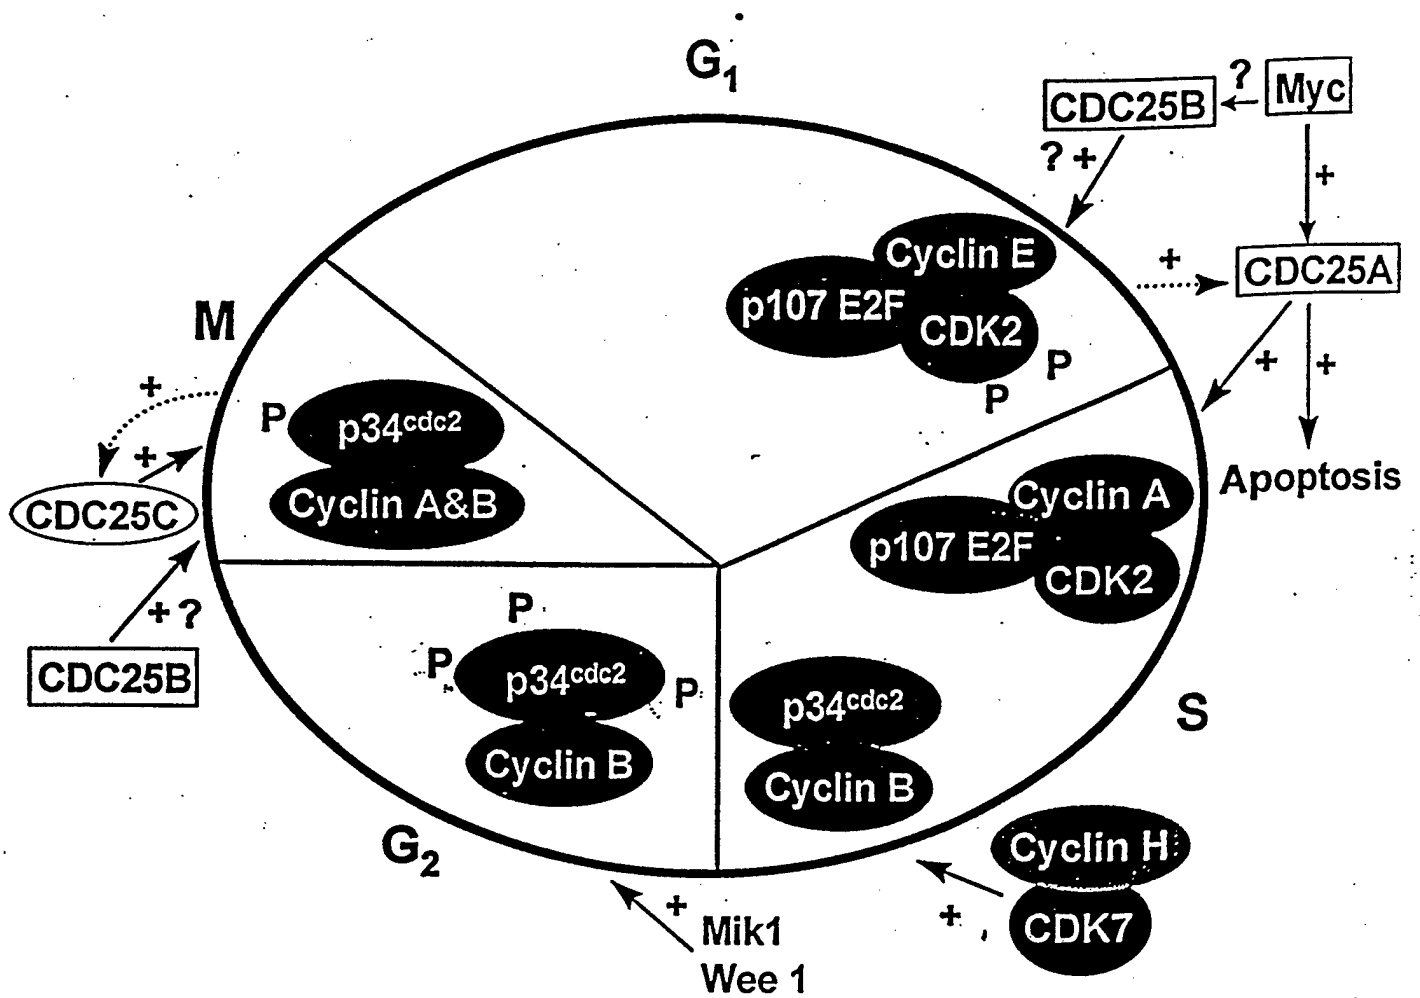 G1
CDC25B
?
Myc
? +
+
Cyclin E
p107 E2F
CDK2
P
P
+
CDC25A
+
+
Apoptosis
M
+
+
CDC25C
P
p34cdc2
Cyclin A&B
Cyclin A
p107 E2F
CDK2
+ ?
CDC25B
P
P
p34cdc2
P
Cyclin B
p34cdc2
Cyclin B
S
G2
+
Mik1
Wee 1
+
Cyclin H
CDK7